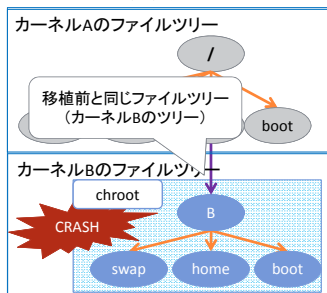 カーネルAのファイルツリー
/
移植前と同じファイルツリー
(カーネルBのツリー)
boot
カーネルBのファイルツリー
chroot
CRASH
B
swap
home
boot